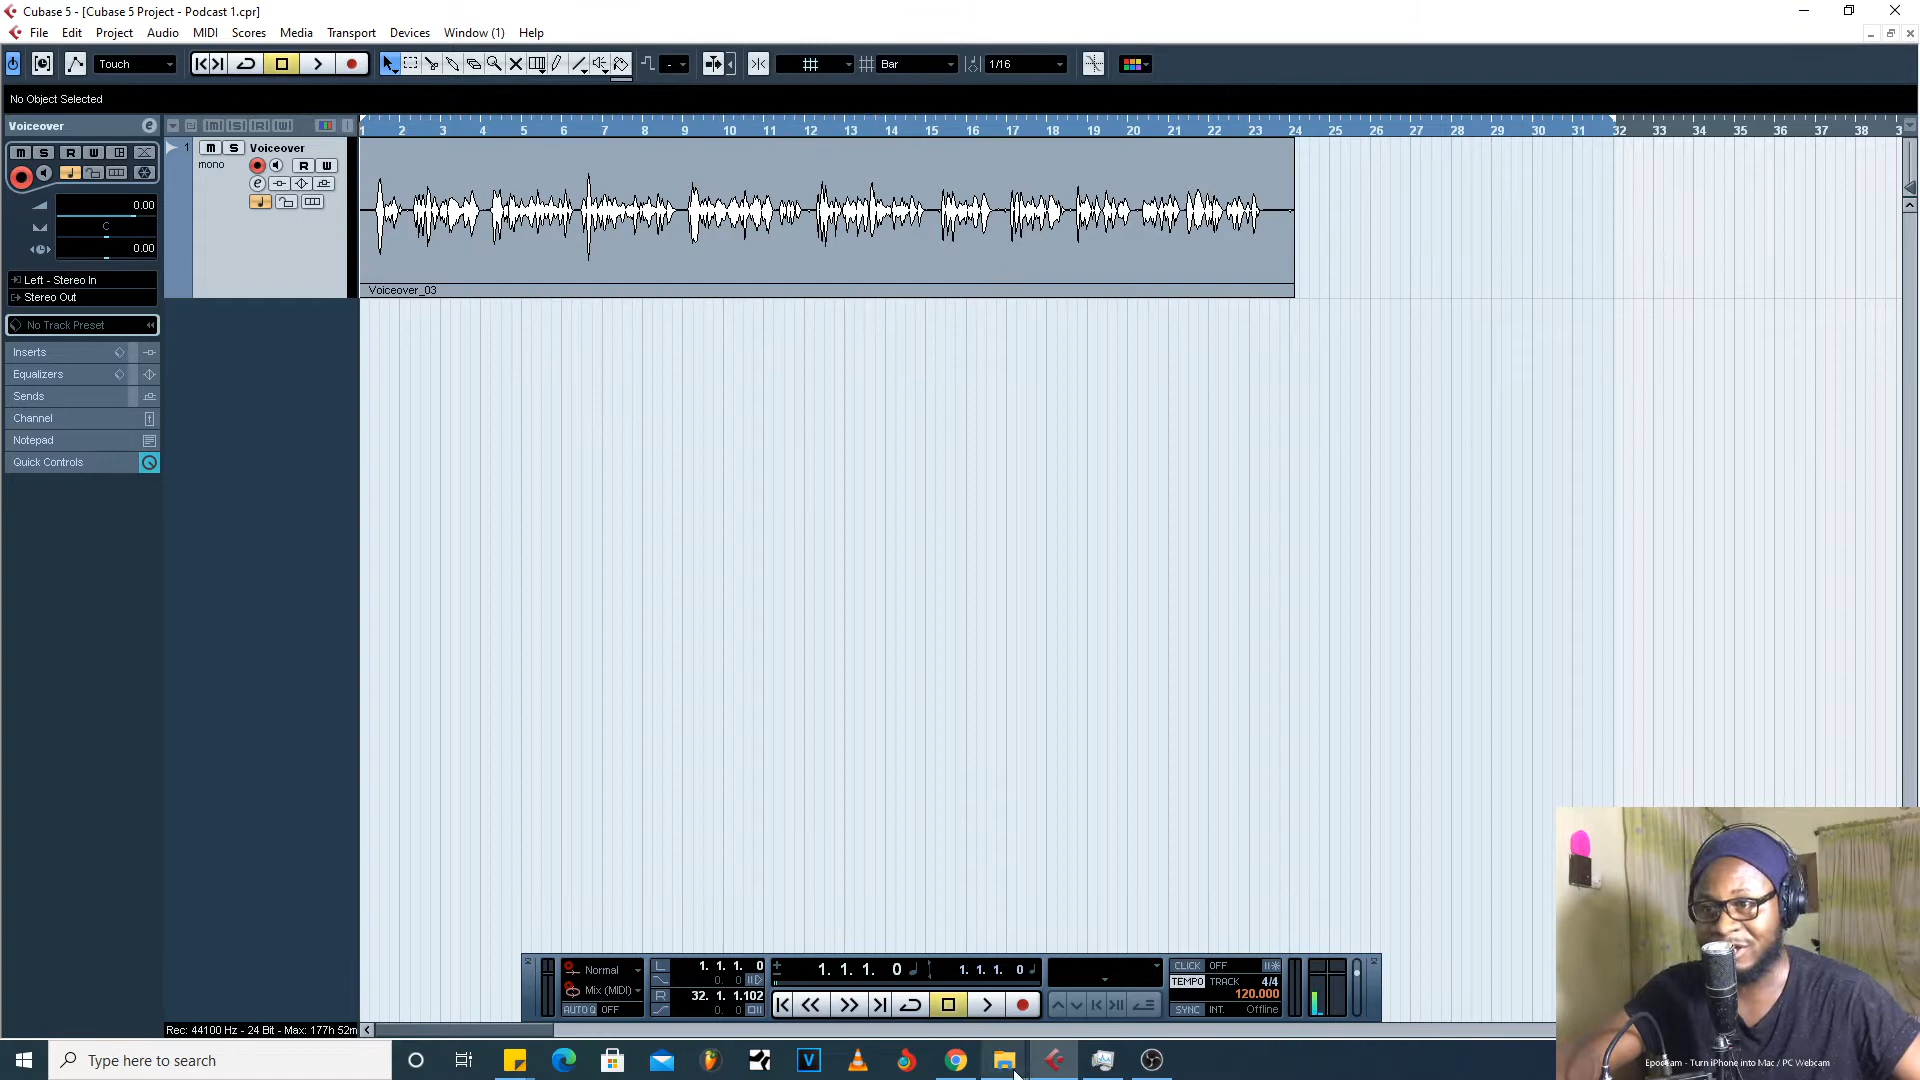 Cubase 5 - [Cubase 5 Project - Podcast 1.cpr]
File Edit Project Audio MIDI Scores Media Transport Devices Window (1) Help
Touch
Bar
1/16
No Object Selected
Voiceover
1 2 3 4 5 6 7 8 9 10 11 12 13 14 15 16 17 18 19 20 21 22 23 24 25 26 27 28 29 30 31 32 33 34 35 36 37 38 3
M S R W
0.00
C
0.00
Left - Stereo In
Stereo Out
No Track Preset
Inserts
Equalizers
Sends
Channel
Notepad
Quick Controls
1 m S Voiceover
mono R W
e
Voiceover_03
Normal
Mix (MIDI)
AUTO Q OFF
L 1. 1. 1. 0
0. 0
R 32. 1. 1.102
0. 0
1. 1. 1. 0
1. 1. 1. 0
CLICK OFF
TEMPO TRACK 4/4
120.000
SYNC INT. Offline
Rec: 44100 Hz - 24 Bit - Max: 177h 52m
Type here to search
Epoccam - Turn iPhone into Mac / PC Webcam